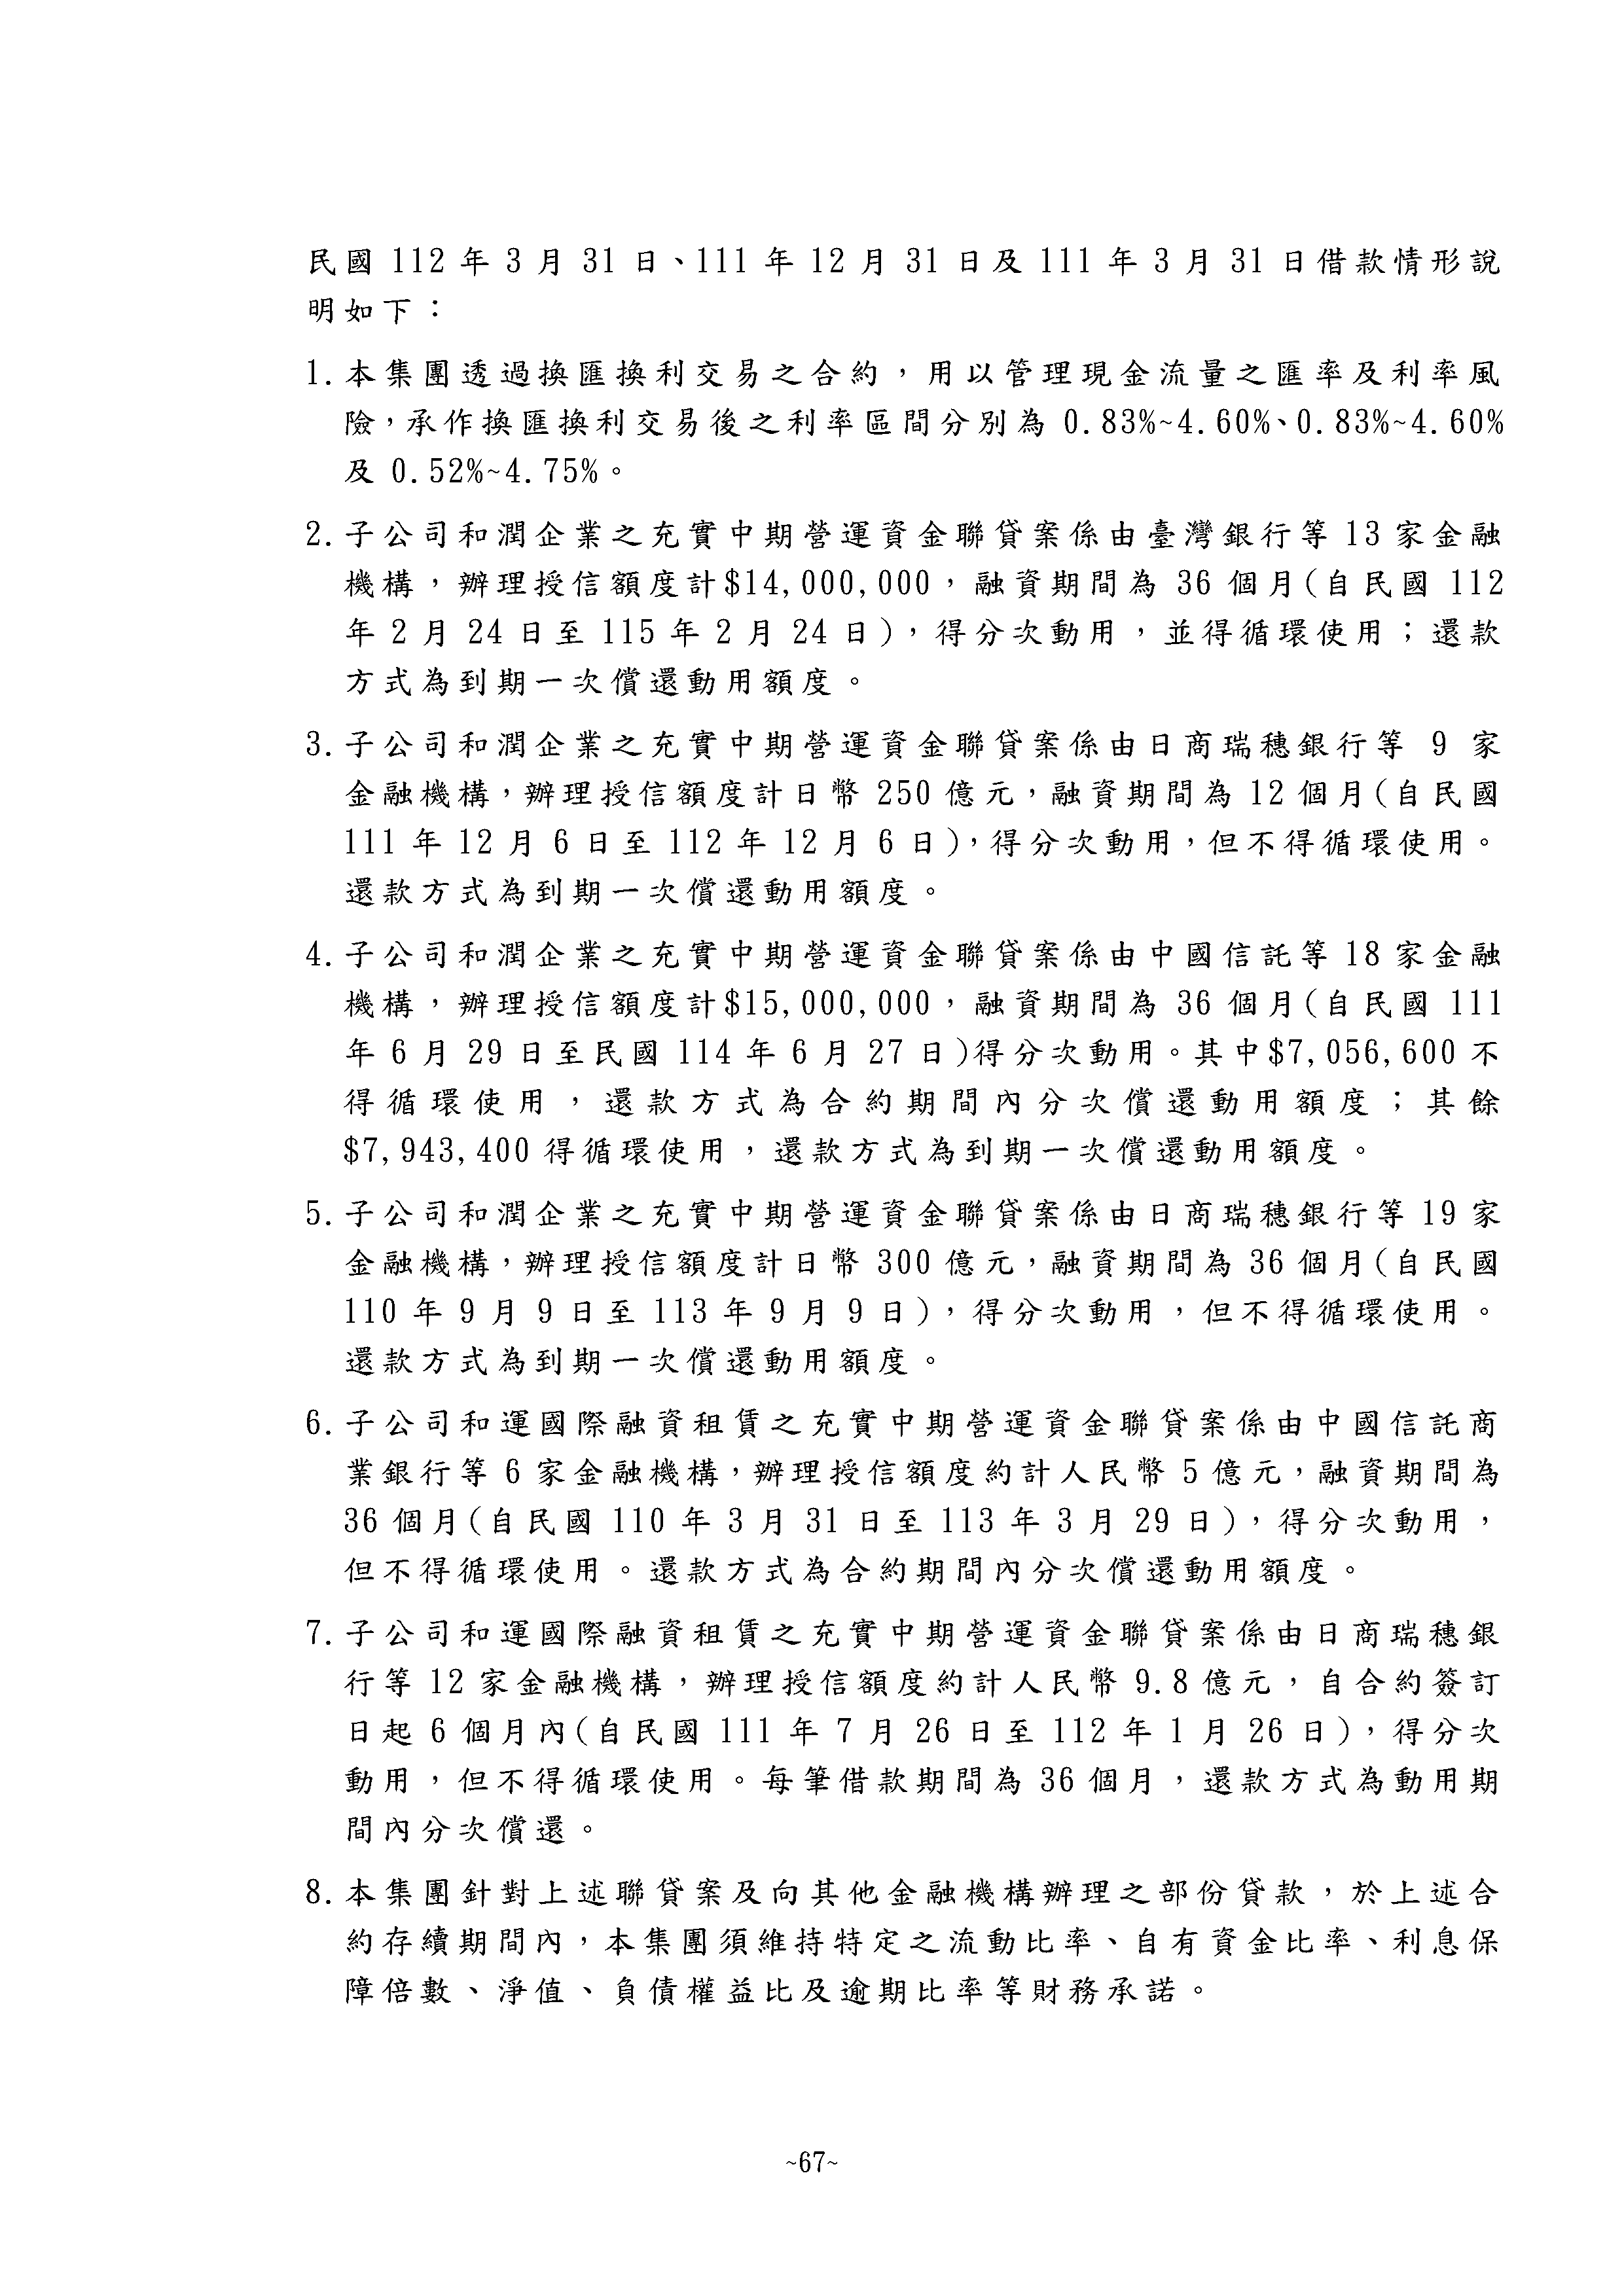 民國 112 年 3 月 31 日、111 年 12 月 31 日及 111 年 3 月 31 日借款情形說
明如下：
1.本集團透過換匯換利交易之合約，用以管理現金流量之匯率及利率風
險，承作換匯換利交易後之利率區間分別為 0.83%~4.60%、0.83%~4.60%
及 0.52%~4.75%。
2.子公司和潤企業之充實中期營運資金聯貸案係由臺灣銀行等 13 家金融
機構，辦理授信額度計$14,000,000，融資期間為 36 個月(自民國 112
年 2 月 24 日至 115 年 2 月 24 日)，得分次動用，並得循環使用；還款
方式為到期一次償還動用額度。
3.子公司和潤企業之充實中期營運資金聯貸案係由日商瑞穗銀行等 9 家
金融機構，辦理授信額度計日幣 250 億元，融資期間為 12 個月(自民國
111 年 12 月 6 日至 112 年 12 月 6 日)，得分次動用，但不得循環使用。
還款方式為到期一次償還動用額度。
4.子公司和潤企業之充實中期營運資金聯貸案係由中國信託等 18 家金融
機構，辦理授信額度計$15,000,000，融資期間為 36 個月(自民國 111
年 6 月 29 日至民國 114 年 6 月 27 日)得分次動用。其中$7,056,600 不
得循環使用，還款方式為合約期間內分次償還動用額度；其餘
$7,943,400 得循環使用，還款方式為到期一次償還動用額度。
5.子公司和潤企業之充實中期營運資金聯貸案係由日商瑞穗銀行等 19 家
金融機構，辦理授信額度計日幣 300 億元，融資期間為 36 個月(自民國
110 年 9 月 9 日至 113 年 9 月 9 日)，得分次動用，但不得循環使用。
還款方式為到期一次償還動用額度。
6.子公司和運國際融資租賃之充實中期營運資金聯貸案係由中國信託商
業銀行等 6 家金融機構，辦理授信額度約計人民幣 5 億元，融資期間為
36 個月(自民國 110 年 3 月 31 日至 113 年 3 月 29 日)，得分次動用，
但不得循環使用。還款方式為合約期間內分次償還動用額度。
7.子公司和運國際融資租賃之充實中期營運資金聯貸案係由日商瑞穗銀
行等 12 家金融機構，辦理授信額度約計人民幣 9.8 億元，自合約簽訂
日起 6 個月內(自民國 111 年 7 月 26 日至 112 年 1 月 26 日)，得分次
動用，但不得循環使用。每筆借款期間為 36 個月，還款方式為動用期
間內分次償還。
8.本集團針對上述聯貸案及向其他金融機構辦理之部份貸款，於上述合
約存續期間內，本集團須維持特定之流動比率、自有資金比率、利息保
障倍數、淨值、負債權益比及逾期比率等財務承諾。
~67~